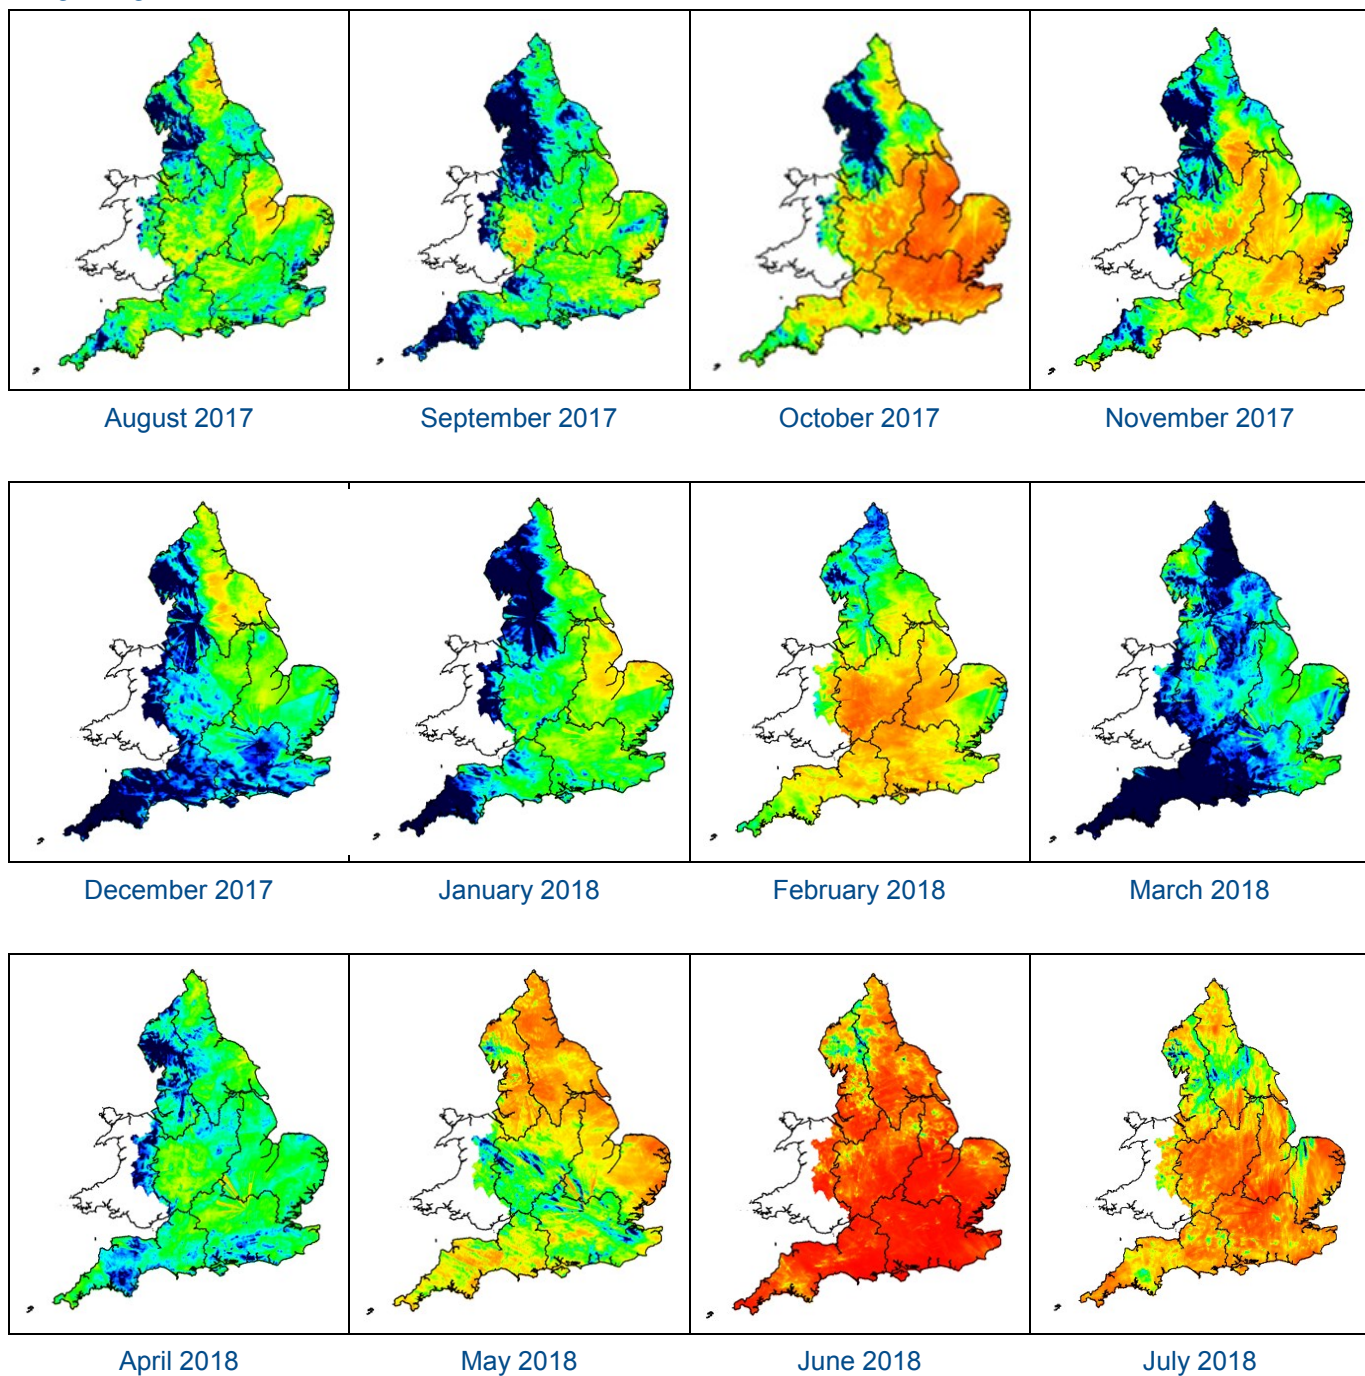 August 2017
September 2017
October 2017
November 2017
December 2017
January 2018
February 2018
March 2018
April 2018
May 2018
June 2018
July 2018